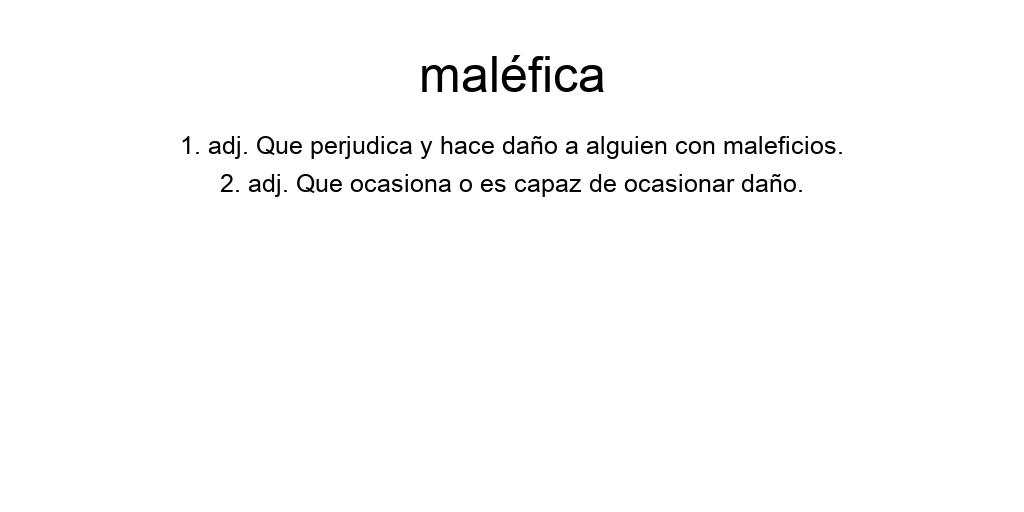 maléfica
1. adj. Que perjudica y hace daño a alguien con maleficios.
2. adj. Que ocasiona o es capaz de ocasionar daño.